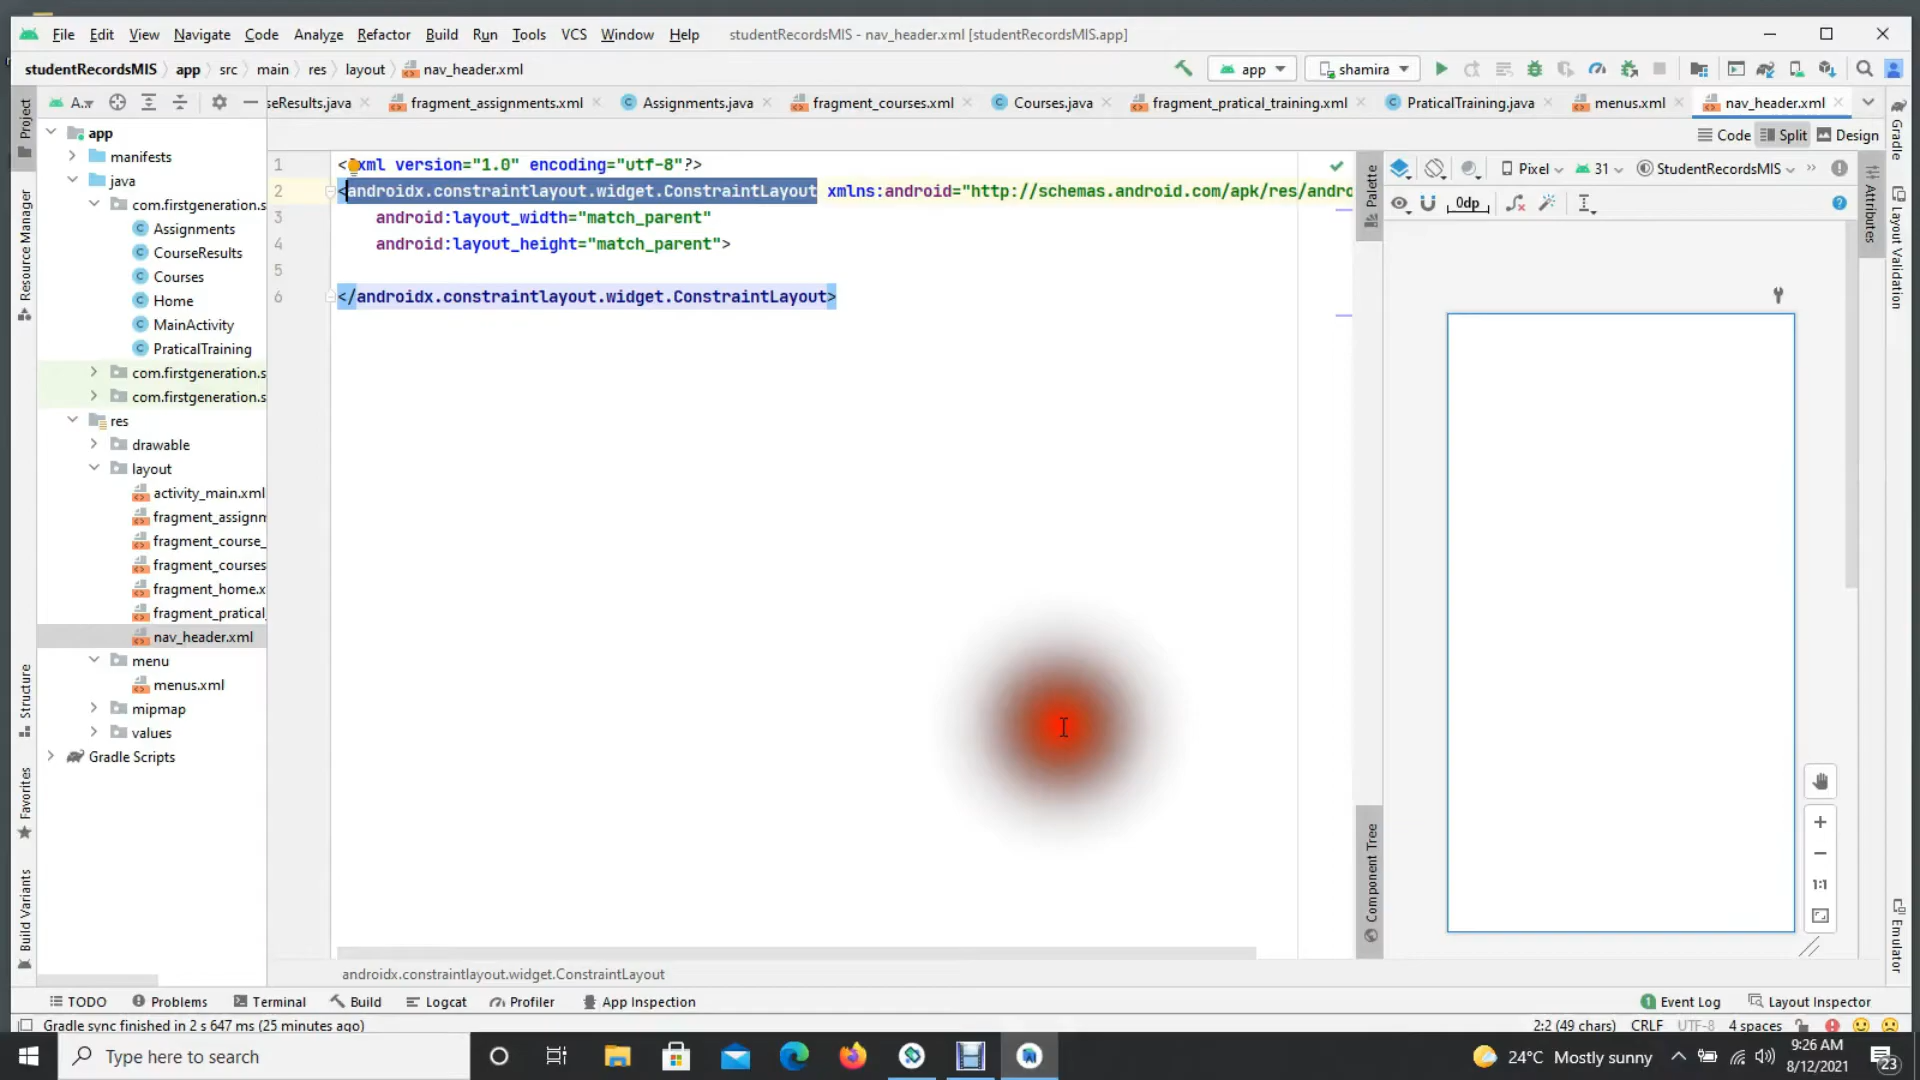 File Edit View Navigate Code Analyze Refactor Build Run Tools VCS Window Help studentRecordsMIS - nav_header.xml [studentRecordsMIS.app]
studentRecordsMIS app src main res layout nav_header.xml app shamira
Project A.. seResults.java fragment_assignments.xml Assignments.java fragment_courses.xml Courses.java fragment_pratical_training.xml PraticalTraining.java menus.xml nav_header.xml
Code Split Design
app
manifests
java
com.firstgeneration.s
Assignments
CourseResults
Courses
Home
MainActivity
PraticalTraining
com.firstgeneration.s
com.firstgeneration.s
res
drawable
layout
activity_main.xml
fragment_assignm
fragment_course_
fragment_courses
fragment_home.x
fragment_pratical_
nav_header.xml
menu
menus.xml
mipmap
values
Gradle Scripts
1 <?xml version="1.0" encoding="utf-8"?>
2 <androidx.constraintlayout.widget.ConstraintLayout xmlns:android="http://schemas.android.com/apk/res/andro
3 android:layout_width="match_parent"
4 android:layout_height="match_parent">
5
6 </androidx.constraintlayout.widget.ConstraintLayout>
androidx.constraintlayout.widget.ConstraintLayout
Resource Manager
Structure
Favorites
Build Variants
Palette
Component Tree
Pixel 31 StudentRecordsMIS
0dp
1:1
Attributes
Gradle
Layout Validation
Emulator
TODO Problems Terminal Build Logcat Profiler App Inspection 1 Event Log Layout Inspector
Gradle sync finished in 2 s 647 ms (25 minutes ago) 2:2 (49 chars) CRLF UTF-8 4 spaces
Type here to search 24°C Mostly sunny 9:26 AM
8/12/2021 23